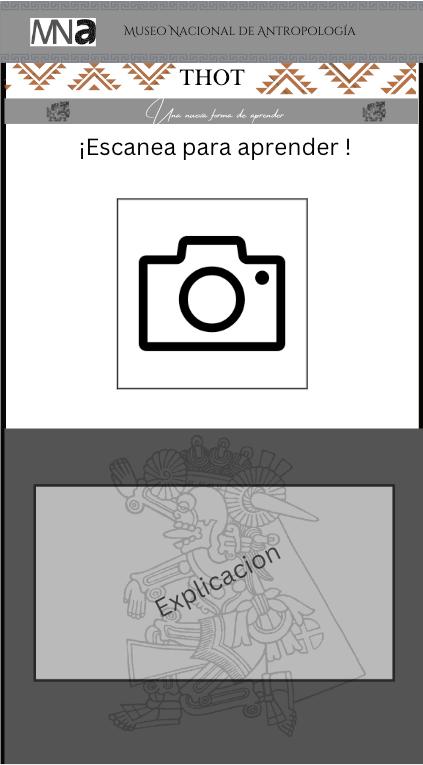 MNa MUSEO NACIONAL DE ANTROPOLOGÍA
THOT
Una nueva forma de aprender
¡Escanea para aprender !
Explicacion